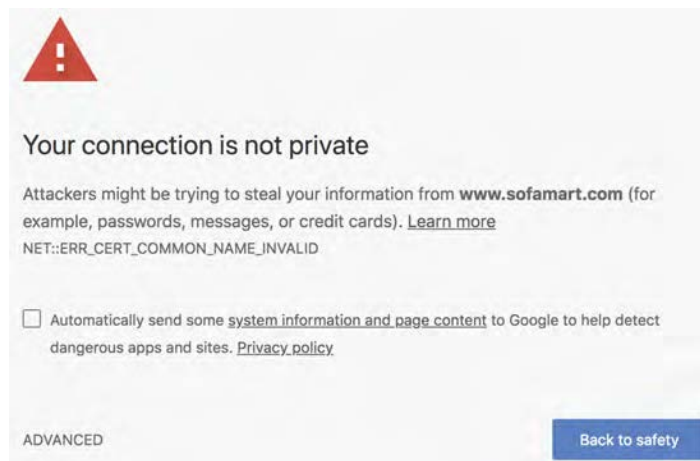 Your connection is not private
Attackers might be trying to steal your information from www.sofamart.com (for
example, passwords, messages, or credit cards). Learn more
NET::ERR_CERT_COMMON_NAME_INVALID
Automatically send some system information and page content to Google to help detect
dangerous apps and sites. Privacy policy
ADVANCED
Back to safety